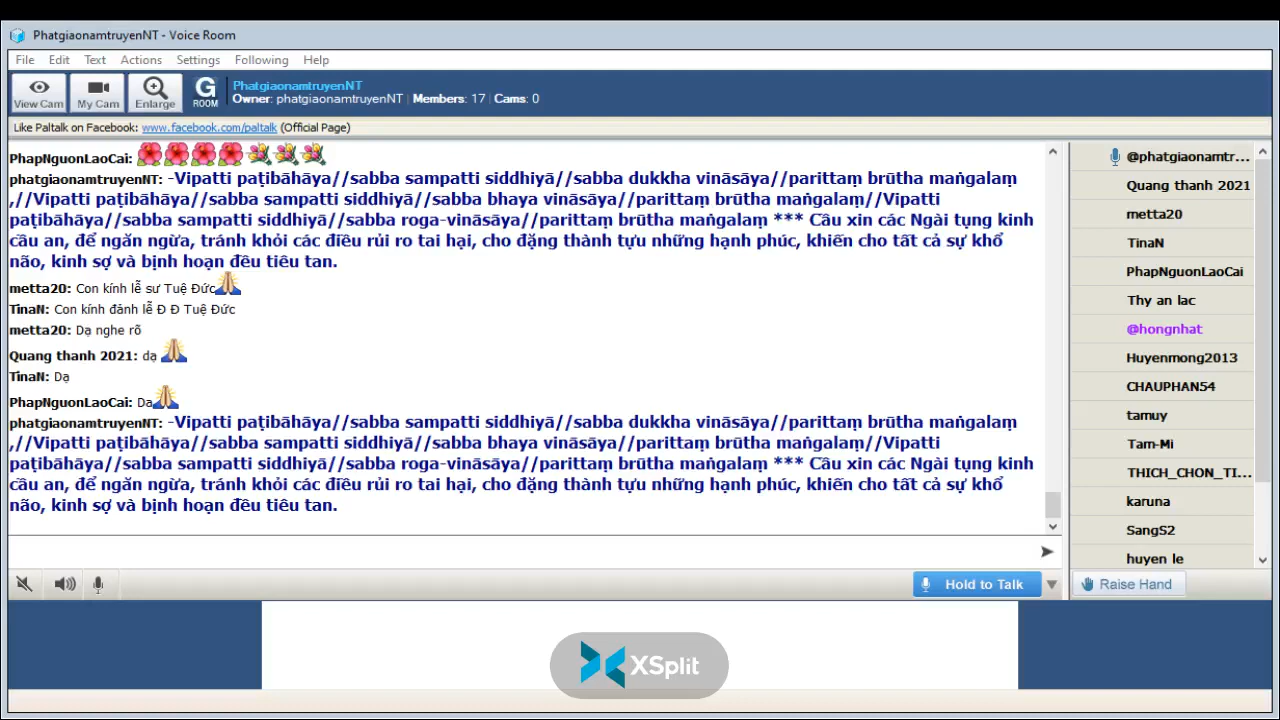 PhatgiaonamtruyenNT - Voice Room
File Edit Text Actions Settings Following Help
View Cam
My Cam
Enlarge
G ROOM
PhatgiaonamtruyenNT
Owner: phatgiaonamtruyenNT | Members: 17 | Cams: 0
Like Paltalk on Facebook: www.facebook.com/paltalk (Official Page)
PhapNguonLaoCai:
phatgiaonamtruyenNT: -Vipatti paṭibāhāya//sabba sampatti siddhiyā//sabba dukkha vināsāya//parittaṃ brūtha maṅgalaṃ
,//Vipatti paṭibāhāya//sabba sampatti siddhiyā//sabba bhaya vināsāya//parittaṃ brūtha maṅgalaṃ//Vipatti
paṭibāhāya//sabba sampatti siddhiyā//sabba roga-vināsāya//parittaṃ brūtha maṅgalaṃ *** Cầu xin các Ngài tụng kinh
cầu an, để ngăn ngừa, tránh khỏi các điều rủi ro tai hại, cho đặng thành tựu những hạnh phúc, khiến cho tất cả sự khổ
não, kinh sợ và bịnh hoạn đều tiêu tan.
metta20: Con kính lễ sư Tuệ Đức
TinaN: Con kính đảnh lễ Đ Đ Tuệ Đức
metta20: Dạ nghe rõ
Quang thanh 2021: dạ
TinaN: Dạ
PhapNguonLaoCai: Da
phatgiaonamtruyenNT: -Vipatti paṭibāhāya//sabba sampatti siddhiyā//sabba dukkha vināsāya//parittaṃ brūtha maṅgalaṃ
,//Vipatti paṭibāhāya//sabba sampatti siddhiyā//sabba bhaya vināsāya//parittaṃ brūtha maṅgalaṃ//Vipatti
paṭibāhāya//sabba sampatti siddhiyā//sabba roga-vināsāya//parittaṃ brūtha maṅgalaṃ *** Cầu xin các Ngài tụng kinh
cầu an, để ngăn ngừa, tránh khỏi các điều rủi ro tai hại, cho đặng thành tựu những hạnh phúc, khiến cho tất cả sự khổ
não, kinh sợ và bịnh hoạn đều tiêu tan.
@phatgiaonamtr...
Quang thanh 2021
metta20
TinaN
PhapNguonLaoCai
Thy an lac
@hongnhat
Huyenmong2013
CHAUPHAN54
tamuy
Tam-Mi
THICH_CHON_TI...
karuna
SangS2
huyen le
Hold to Talk
Raise Hand
XSplit